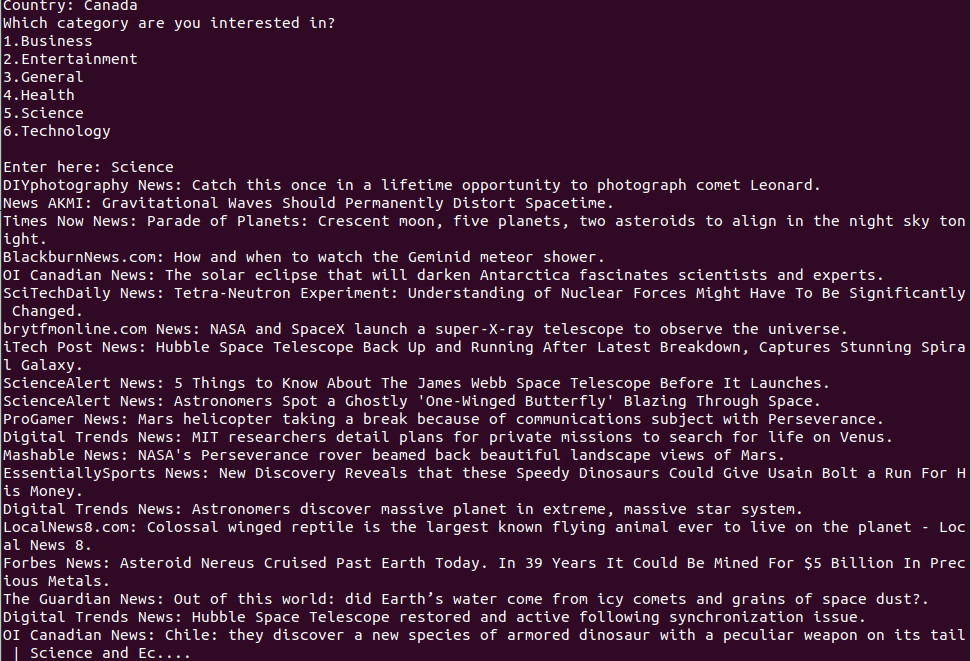 Country: Canada
Which category are you interested in?
1.Business
2.Entertainment
3.General
4.Health
5.Science
6.Technology
Enter here: Science
DIYphotography News: Catch this once in a lifetime opportunity to photograph comet Leonard.
News AKMI: Gravitational Waves Should Permanently Distort Spacetime.
Times Now News: Parade of Planets: Crescent moon, five planets, two asteroids to align in the night sky ton
ight.
BlackburnNews.com: How and when to watch the Geminid meteor shower.
OI Canadian News: The solar eclipse that will darken Antarctica fascinates scientists and experts.
SciTechDaily News: Tetra-Neutron Experiment: Understanding of Nuclear Forces Might Have To Be Significantly
 Changed.
brytfmonline.com News: NASA and SpaceX launch a super-X-ray telescope to observe the universe.
iTech Post News: Hubble Space Telescope Back Up and Running After Latest Breakdown, Captures Stunning Spira
l Galaxy.
ScienceAlert News: 5 Things to Know About The James Webb Space Telescope Before It Launches.
ScienceAlert News: Astronomers Spot a Ghostly 'One-Winged Butterfly' Blazing Through Space.
ProGamer News: Mars helicopter taking a break because of communications subject with Perseverance.
Digital Trends News: MIT researchers detail plans for private missions to search for life on Venus.
Mashable News: NASA's Perseverance rover beamed back beautiful landscape views of Mars.
EssentiallySports News: New Discovery Reveals that these Speedy Dinosaurs Could Give Usain Bolt a Run For H
is Money.
Digital Trends News: Astronomers discover massive planet in extreme, massive star system.
LocalNews8.com: Colossal winged reptile is the largest known flying animal ever to live on the planet - Loc
al News 8.
Forbes News: Asteroid Nereus Cruised Past Earth Today. In 39 Years It Could Be Mined For $5 Billion In Prec
ious Metals.
The Guardian News: Out of this world: did Earth’s water come from icy comets and grains of space dust?.
Digital Trends News: Hubble Space Telescope restored and active following synchronization issue.
OI Canadian News: Chile: they discover a new species of armored dinosaur with a peculiar weapon on its tail
 | Science and Ec....